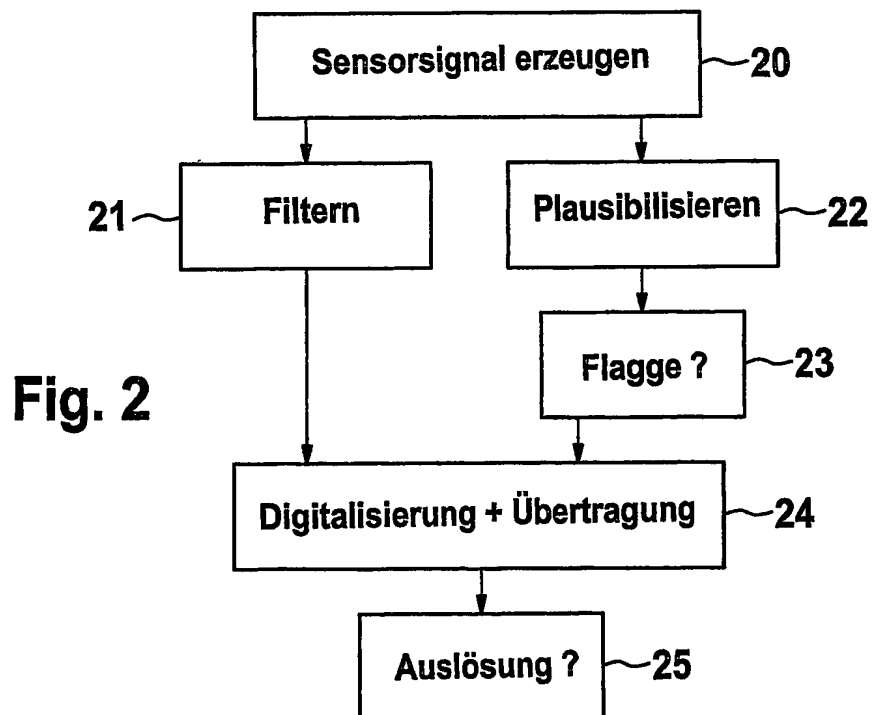 Sensorsignal erzeugen 20
21 Filtern
Plausibilisieren 22
Flagge ? 23
Fig. 2
Digitalisierung + Übertragung 24
Auslösung ? 25